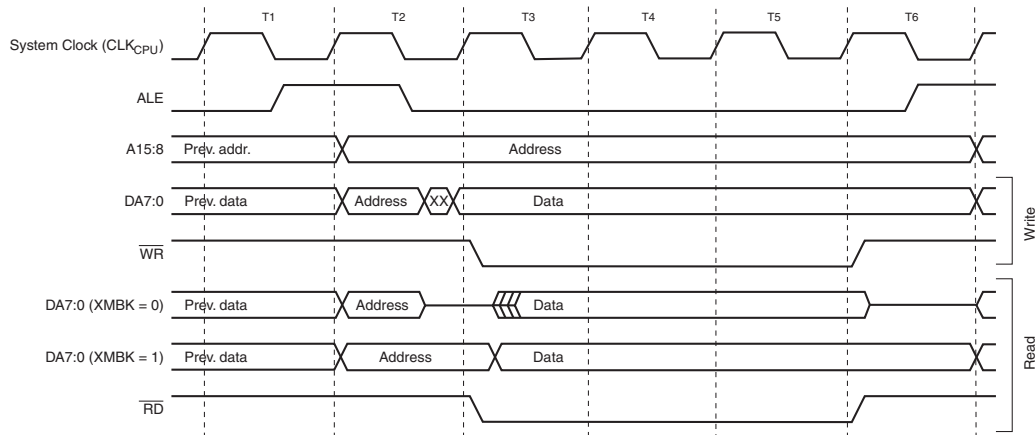 T1 T2 T3 T4 T5 T6
System Clock (CLKCPU)
ALE
A15:8 Prev. addr. Address
DA7:0 Prev. data Address XX Data
WR
Write
DA7:0 (XMBK = 0) Prev. data Address Data
DA7:0 (XMBK = 1) Prev. data Address Data
RD
Read